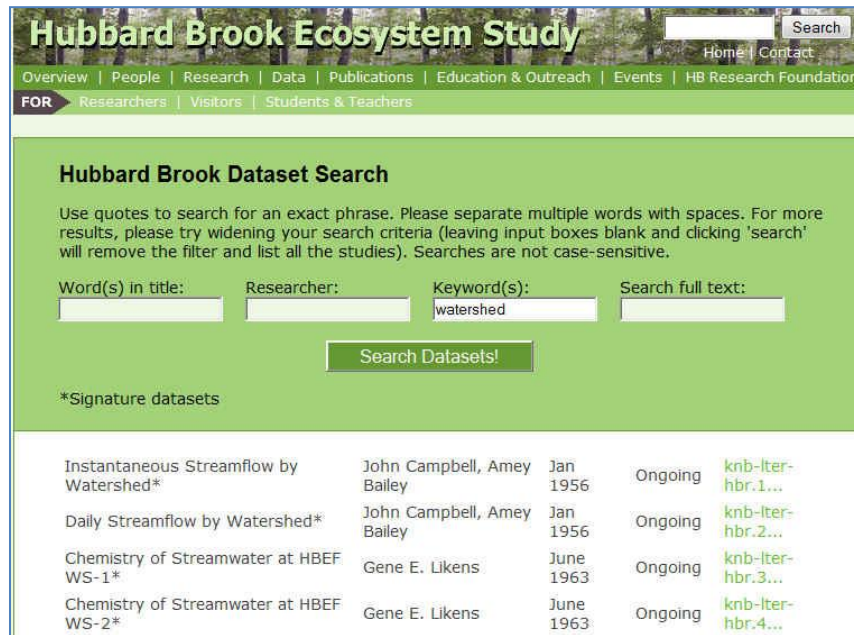 Hubbard Brook Ecosystem Study
Search
Home | Contact
Overview | People | Research | Data | Publications | Education & Outreach | Events | HB Research Foundation
FOR Researchers | Visitors | Students & Teachers
Hubbard Brook Dataset Search
Use quotes to search for an exact phrase. Please separate multiple words with spaces. For more
results, please try widening your search criteria (leaving input boxes blank and clicking 'search'
will remove the filter and list all the studies). Searches are not case-sensitive.
Word(s) in title: Researcher: Keyword(s): Search full text:
watershed
Search Datasets!
*Signature datasets
Instantaneous Streamflow by John Campbell, Amey Jan Ongoing knb-lter-
Watershed* Bailey 1956 hbr.1...
Daily Streamflow by Watershed* John Campbell, Amey Jan Ongoing knb-lter-
Bailey 1956 hbr.2...
Chemistry of Streamwater at HBEF Gene E. Likens June Ongoing knb-lter-
WS-1* 1963 hbr.3...
Chemistry of Streamwater at HBEF Gene E. Likens June Ongoing knb-lter-
WS-2* 1963 hbr.4...